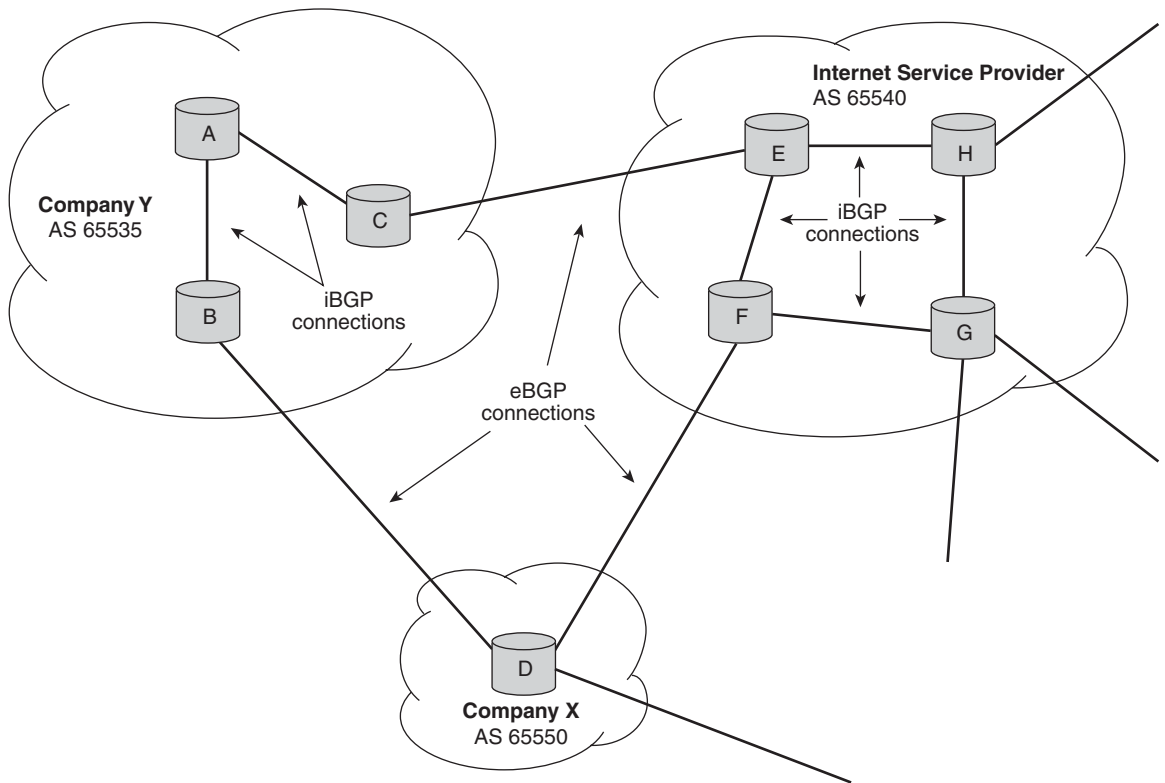 Internet Service Provider
AS 65540
A
E
H
Company Y
AS 65535
C
iBGP
connections
iBGP
connections
B
F
G
eBGP
connections
D
Company X
AS 65550